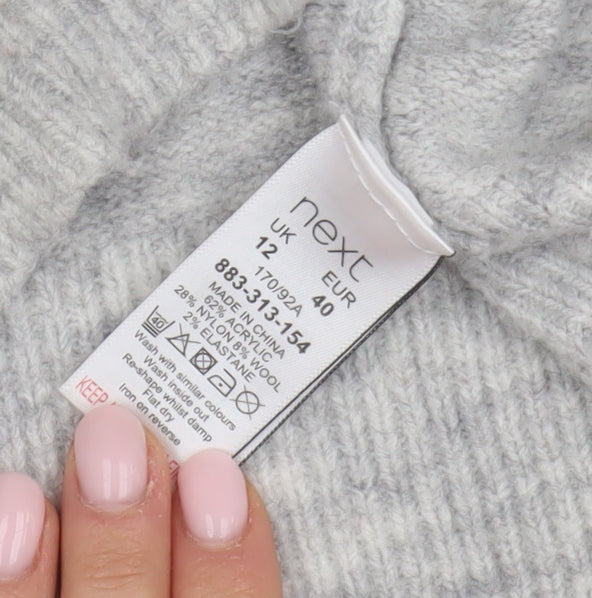 next
UK EUR
12 40
170/92A
883-313-154
MADE IN CHINA
62% ACRYLIC
28% NYLON 8% WOOL
2% ELASTANE
40
Wash with similar colours
Wash inside out
Re-shape whilst damp
Flat dry
Iron on reverse
KEEP